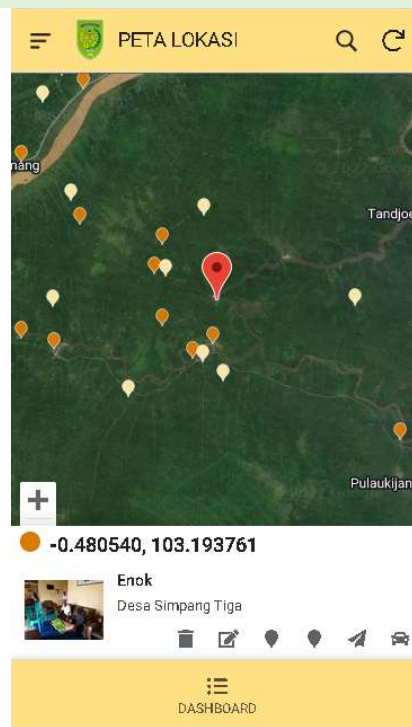 PETA LOKASI
nang
Tandjoe
Pulaukijan
+
-0.480540, 103.193761
Enok
Desa Simpang Tiga
DASHBOARD